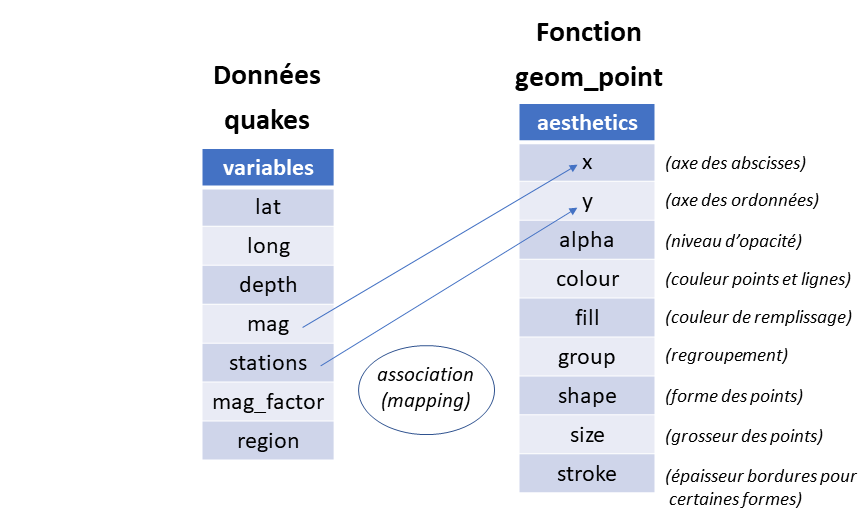 Données
quakes
variables
lat
long
depth
mag
stations
mag_factor
region
association
(mapping)
Fonction
geom_point
aesthetics
x (axe des abscisses)
y (axe des ordonnées)
alpha (niveau d’opacité)
colour (couleur points et lignes)
fill (couleur de remplissage)
group (regroupement)
shape (forme des points)
size (grosseur des points)
stroke (épaisseur bordures pour
certaines formes)